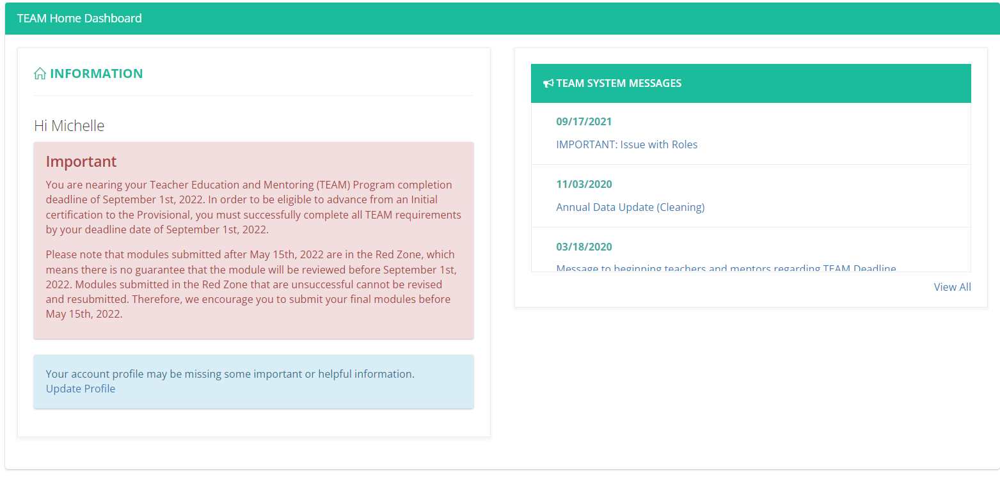 TEAM Home Dashboard
INFORMATION
Hi Michelle
Important
You are nearing your Teacher Education and Mentoring (TEAM) Program completion
deadline of September 1st, 2022. In order to be eligible to advance from an Initial
certification to the Provisional, you must successfully complete all TEAM requirements
by your deadline date of September 1st, 2022.
Please note that modules submitted after May 15th, 2022 are in the Red Zone, which
means there is no guarantee that the module will be reviewed before September 1st,
2022. Modules submitted in the Red Zone that are unsuccessful cannot be revised
and resubmitted. Therefore, we encourage you to submit your final modules before
May 15th, 2022.
Your account profile may be missing some important or helpful information.
Update Profile
TEAM SYSTEM MESSAGES
09/17/2021
IMPORTANT: Issue with Roles
11/03/2020
Annual Data Update (Cleaning)
03/18/2020
Message to beginning teachers and mentors regarding TEAM Deadline
View All